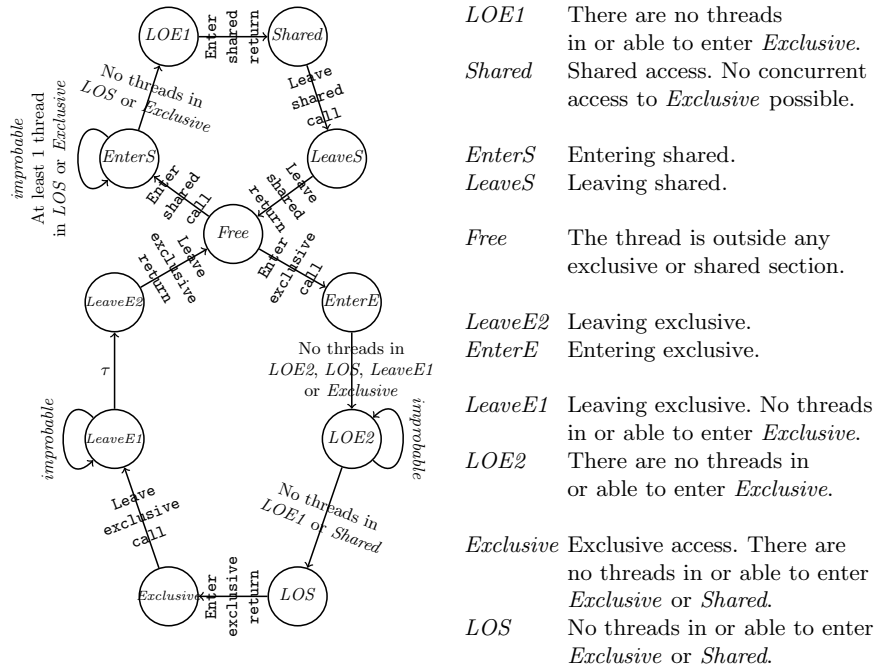 LOE1
Enter
shared
return
Shared
No threads in
LOS or Exclusive
Leave
shared
call
improbable
At least 1 thread
in LOS or Exclusive
EnterS
LeaveS
Enter
shared
call
Leave
shared
return
Free
Leave
exclusive
return
Enter
exclusive
call
LeaveE2
EnterE
τ
No threads in
LOE2, LOS, LeaveE1
or Exclusive
improbable
LeaveE1
LOE2
improbable
Leave
exclusive
call
No threads in
LOE1 or Shared
Exclusive
Enter
exclusive
return
LOS
LOE1 There are no threads
in or able to enter Exclusive.
Shared Shared access. No concurrent
access to Exclusive possible.
EnterS Entering shared.
LeaveS Leaving shared.
Free The thread is outside any
exclusive or shared section.
LeaveE2 Leaving exclusive.
EnterE Entering exclusive.
LeaveE1 Leaving exclusive. No threads
in or able to enter Exclusive.
LOE2 There are no threads in
or able to enter Exclusive.
Exclusive Exclusive access. There are
no threads in or able to enter
Exclusive or Shared.
LOS No threads in or able to enter
Exclusive or Shared.